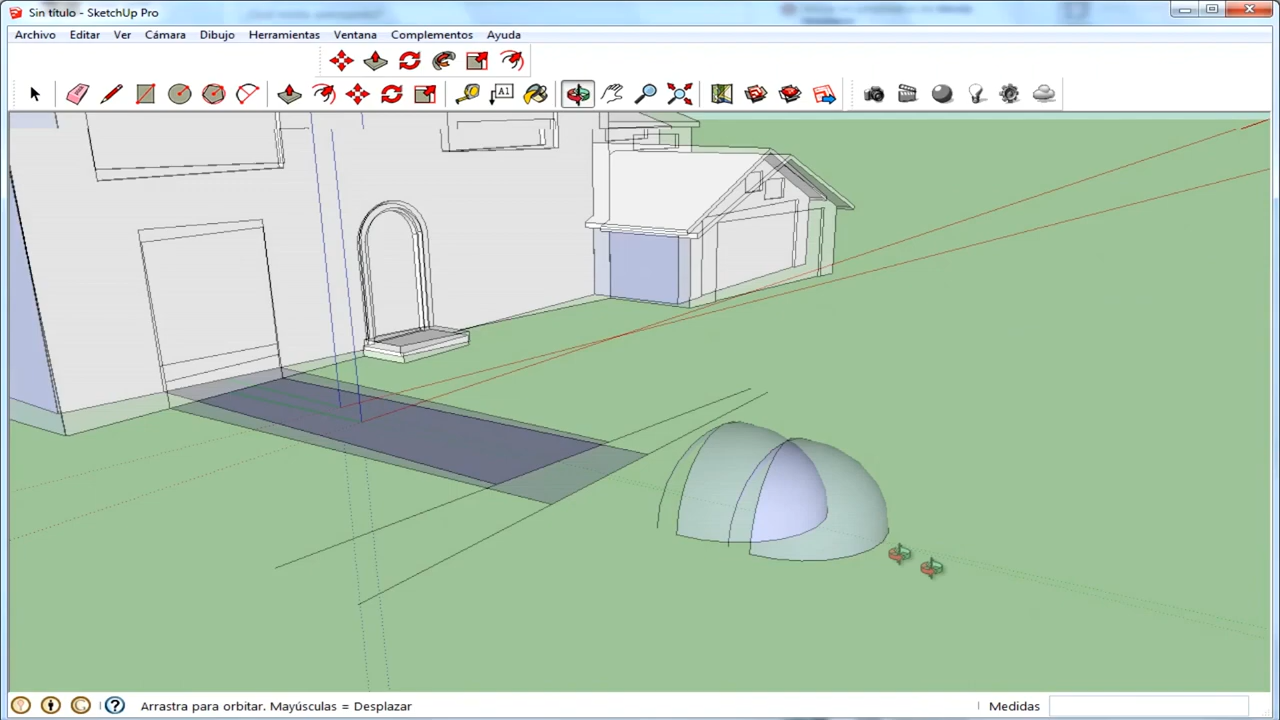 Sin título - SketchUp Pro
Archivo Editar Ver Cámara Dibujo Herramientas Ventana Complementos Ayuda
A1
Arrastra para orbitar. Mayúsculas = Desplazar
Medidas